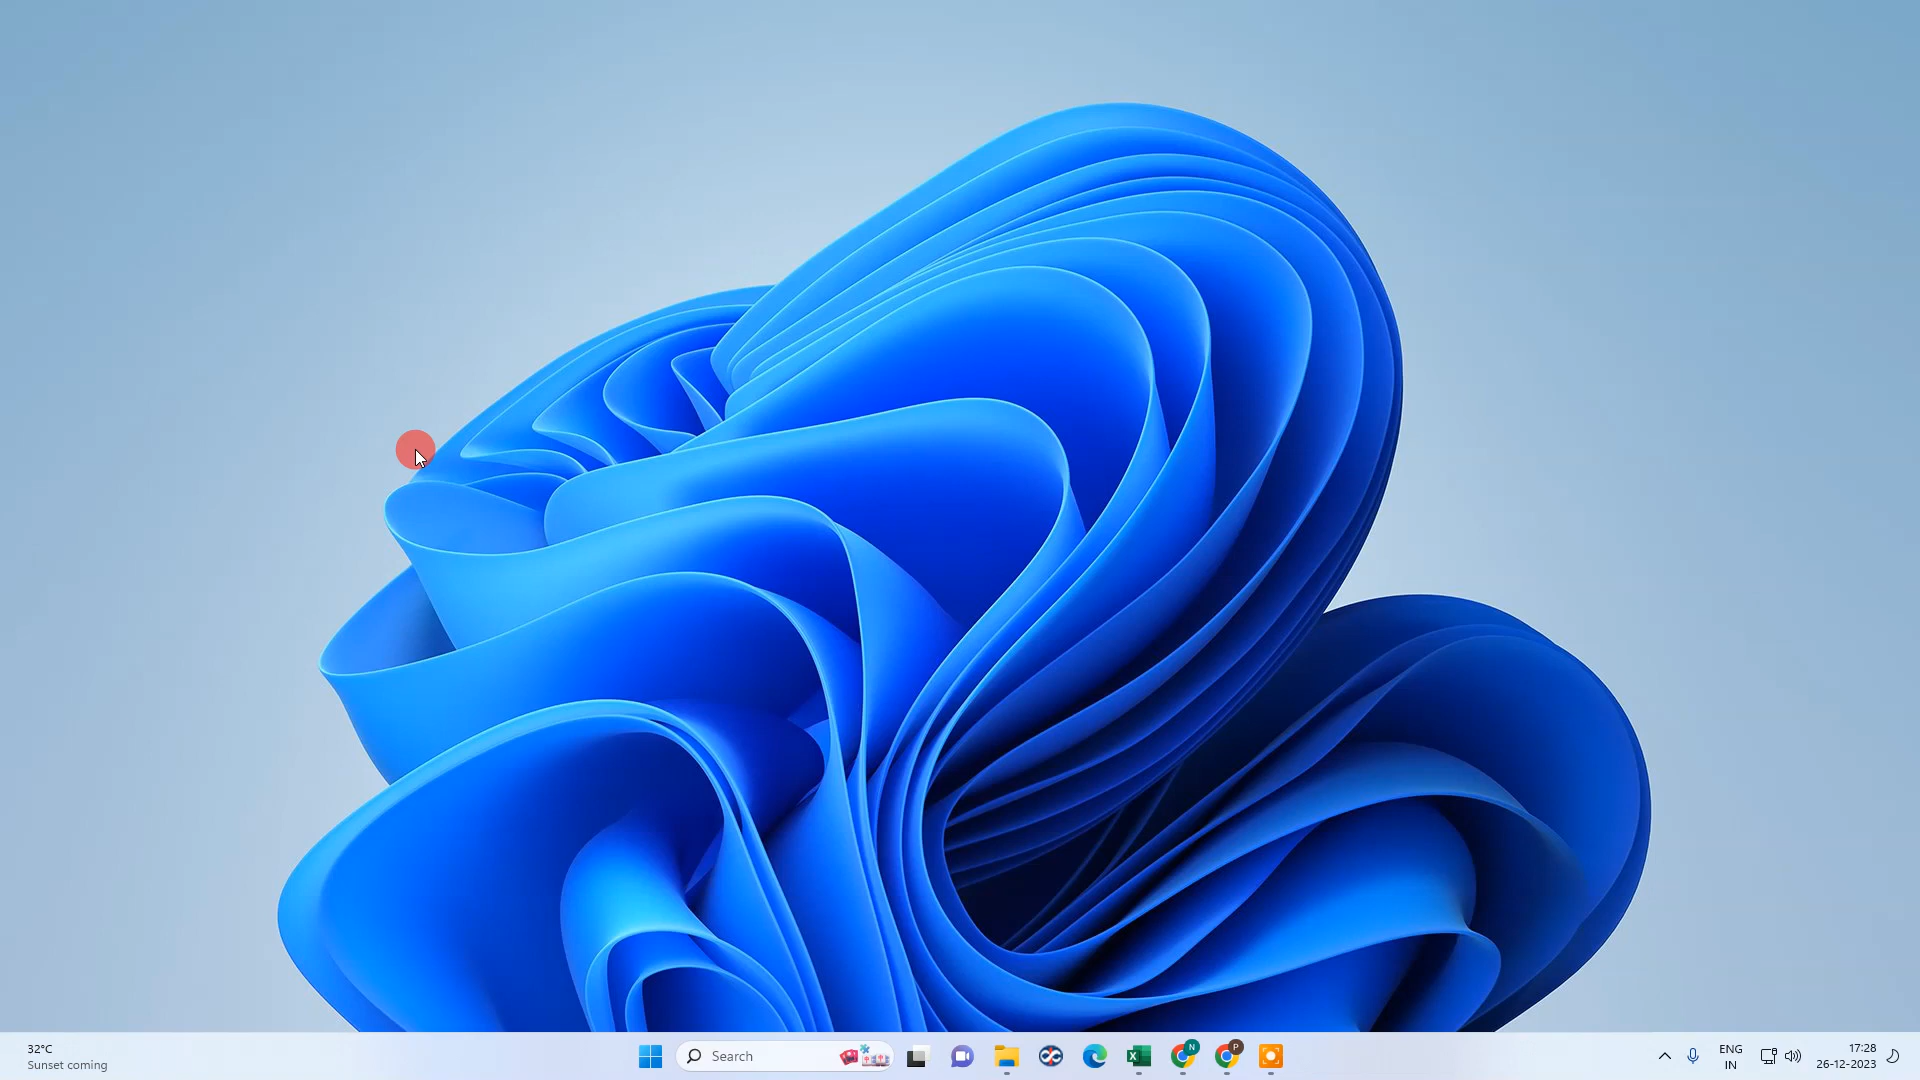 32°C
Sunset coming
Search
N
P
ENG
IN
17:28
26-12-2023